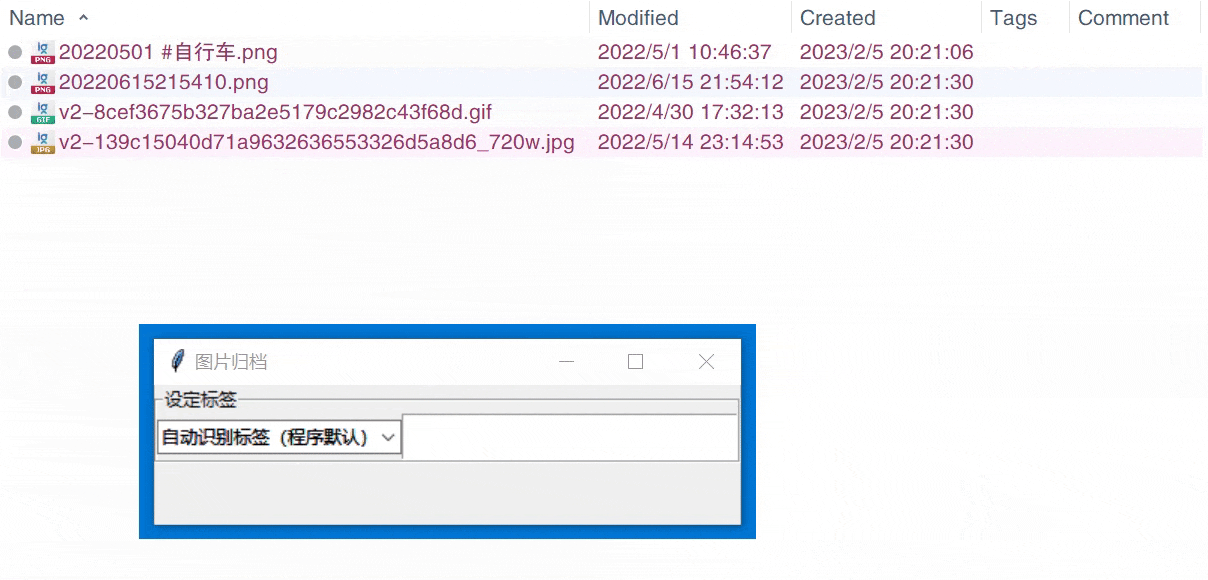 Name Modified Created Tags Comment
PNG 20220501 #自行车.png 2022/5/1 10:46:37 2023/2/5 20:21:06
PNG 20220615215410.png 2022/6/15 21:54:12 2023/2/5 20:21:30
GIF v2-8cef3675b327ba2e5179c2982c43f68d.gif 2022/4/30 17:32:13 2023/2/5 20:21:30
JPG v2-139c15040d71a9632636553326d5a8d6_720w.jpg 2022/5/14 23:14:53 2023/2/5 20:21:30
图片归档
设定标签
自动识别标签（程序默认）